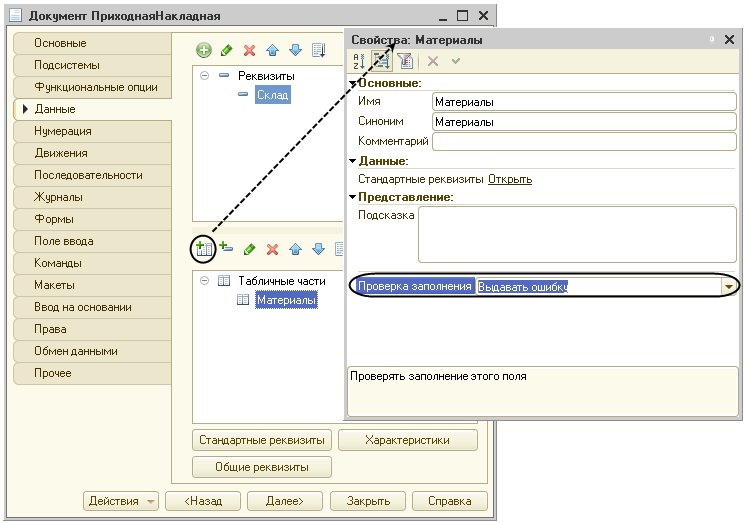 Документ ПриходнаяНакладная
Основные
Подсистемы
Функциональные опции
Данные
Нумерация
Движения
Последовательности
Журналы
Формы
Поле ввода
Команды
Макеты
Ввод на основании
Права
Обмен данными
Прочее
Реквизиты
Склад
Табличные части
Материалы
Стандартные реквизиты
Характеристики
Общие реквизиты
Действия
<Назад
Далее>
Закрыть
Справка
Свойства: Материалы
Основные:
Имя
Материалы
Синоним
Материалы
Комментарий
Данные:
Стандартные реквизиты Открыть
Представление:
Подсказка
Проверка заполнения
Выдавать ошибку
Проверять заполнение этого поля